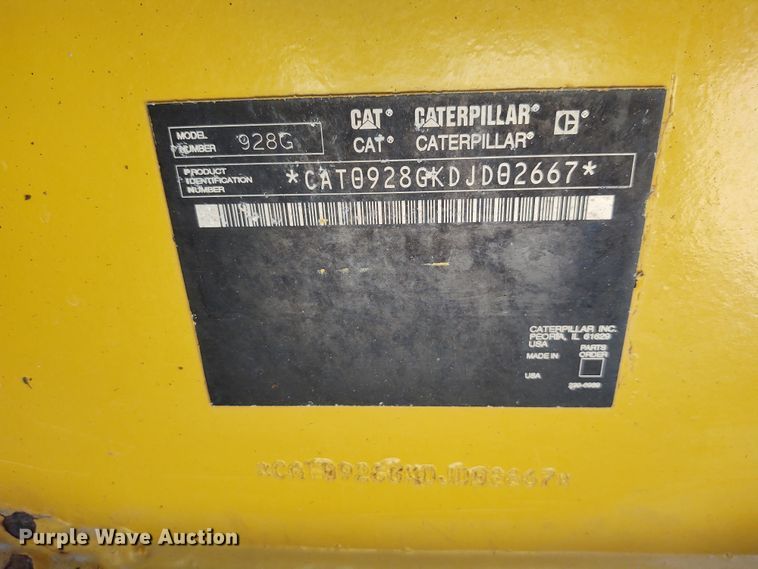 CAT® CATERPILLAR®
CAT® CATERPILLAR®
MODEL NUMBER 928G
PRODUCT IDENTIFICATION NUMBER *CAT0928GKDJD02667*
CATERPILLAR INC.
PEORIA, IL 61629
USA
MADE IN
USA
PARTS ORDER
*CAT0928GKDJD02667*
Purple Wave Auction